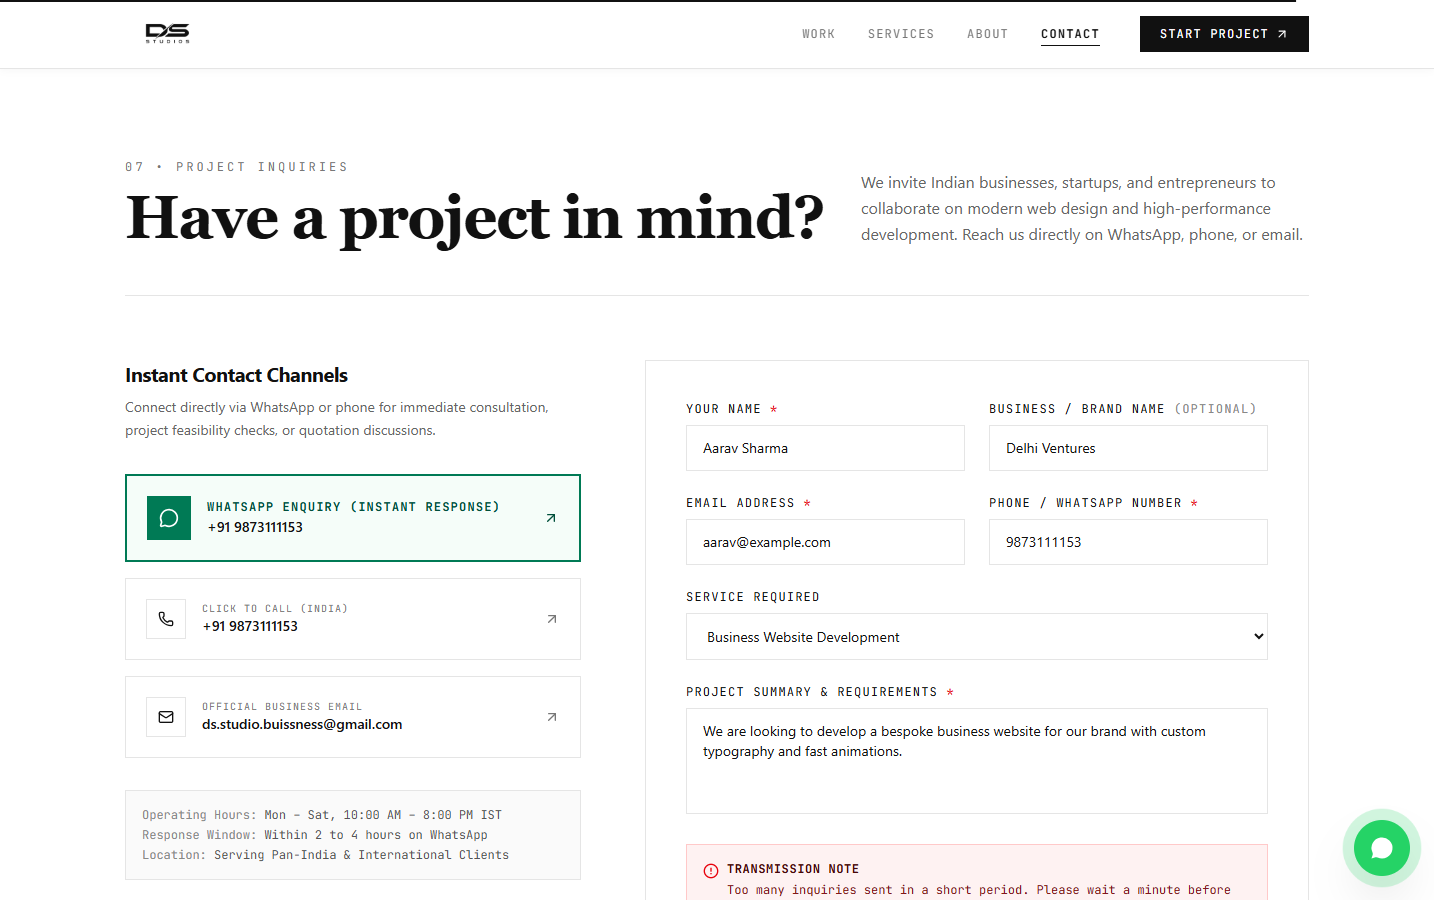 DS
STUDIOS
WORK SERVICES ABOUT CONTACT START PROJECT
07 • PROJECT INQUIRIES
Have a project in mind?
We invite Indian businesses, startups, and entrepreneurs to
collaborate on modern web design and high-performance
development. Reach us directly on WhatsApp, phone, or email.
Instant Contact Channels
Connect directly via WhatsApp or phone for immediate consultation,
project feasibility checks, or quotation discussions.
WHATSAPP ENQUIRY (INSTANT RESPONSE)
+91 9873111153
CLICK TO CALL (INDIA)
+91 9873111153
OFFICIAL BUSINESS EMAIL
ds.studio.buissness@gmail.com
Operating Hours: Mon – Sat, 10:00 AM – 8:00 PM IST
Response Window: Within 2 to 4 hours on WhatsApp
Location: Serving Pan-India & International Clients
YOUR NAME *
Aarav Sharma
BUSINESS / BRAND NAME (OPTIONAL)
Delhi Ventures
EMAIL ADDRESS *
aarav@example.com
PHONE / WHATSAPP NUMBER *
9873111153
SERVICE REQUIRED
Business Website Development
PROJECT SUMMARY & REQUIREMENTS *
We are looking to develop a bespoke business website for our brand with custom
typography and fast animations.
TRANSMISSION NOTE
Too many inquiries sent in a short period. Please wait a minute before